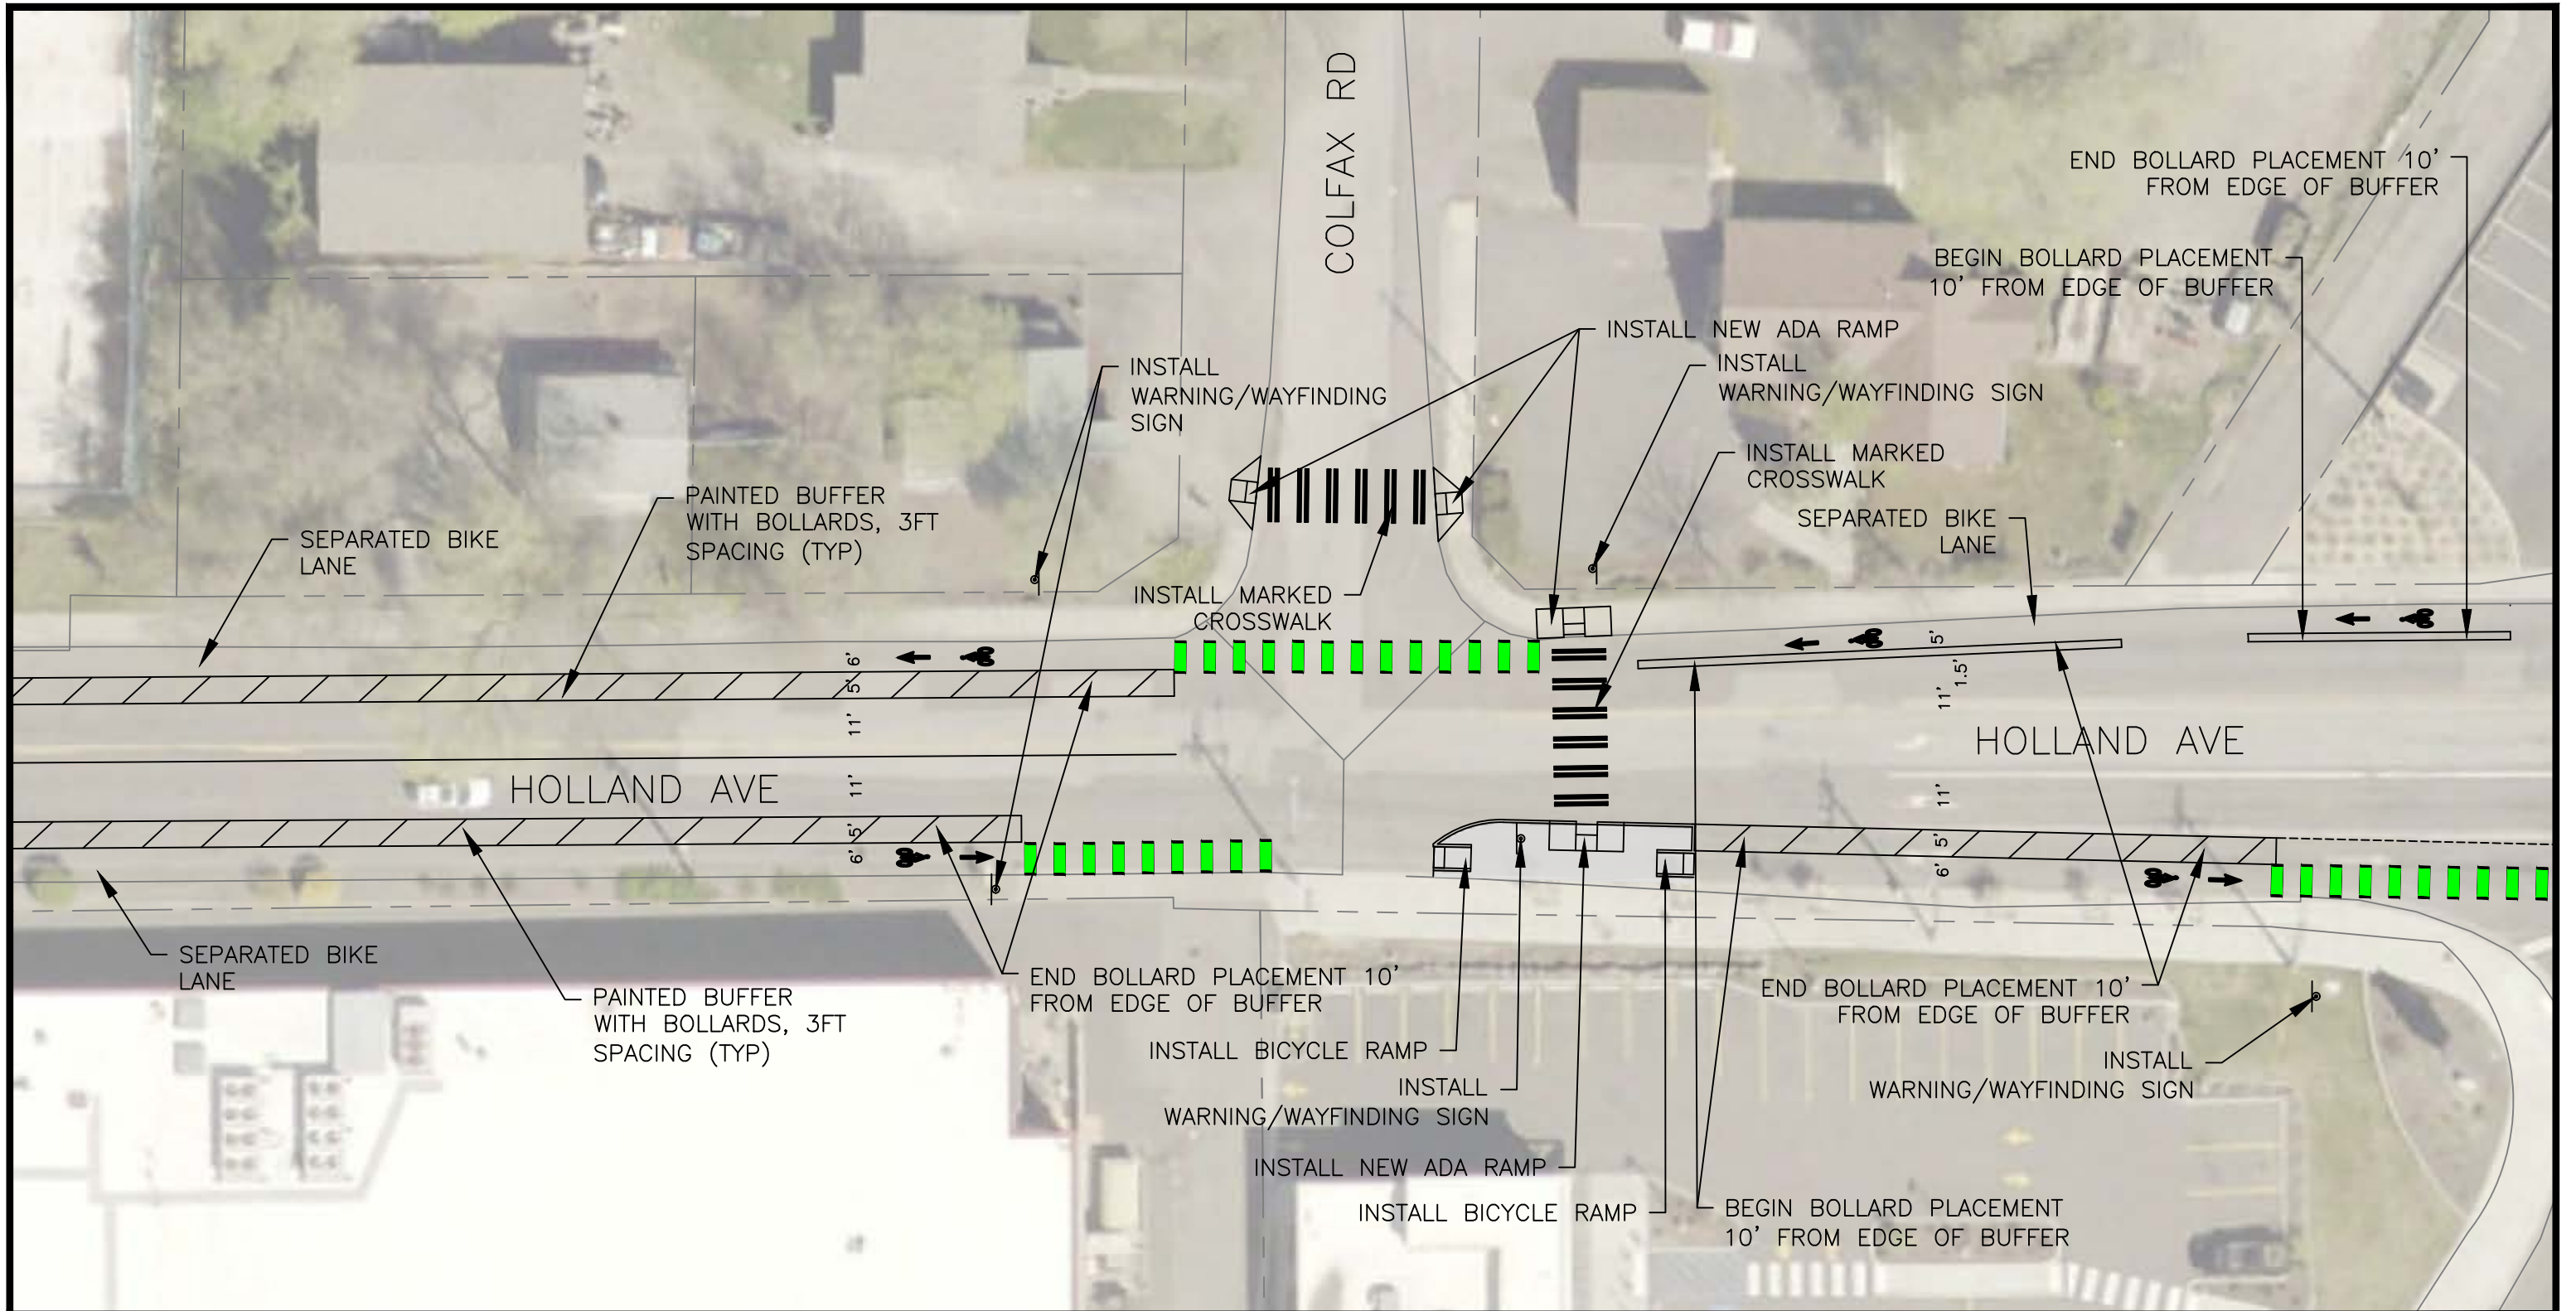 COLFAX RD
END BOLLARD PLACEMENT 10'
FROM EDGE OF BUFFER
BEGIN BOLLARD PLACEMENT
10' FROM EDGE OF BUFFER
INSTALL NEW ADA RAMP
INSTALL
WARNING/WAYFINDING
SIGN
INSTALL
WARNING/WAYFINDING SIGN
INSTALL MARKED
CROSSWALK
PAINTED BUFFER
WITH BOLLARDS, 3FT
SPACING (TYP)
SEPARATED BIKE
LANE
SEPARATED BIKE
LANE
INSTALL MARKED
CROSSWALK
6'
5'
11'
11'
5'
6'
5'
1.5'
11'
11'
5'
6'
HOLLAND AVE
HOLLAND AVE
SEPARATED BIKE
LANE
PAINTED BUFFER
WITH BOLLARDS, 3FT
SPACING (TYP)
END BOLLARD PLACEMENT 10'
FROM EDGE OF BUFFER
END BOLLARD PLACEMENT 10'
FROM EDGE OF BUFFER
INSTALL BICYCLE RAMP
INSTALL
WARNING/WAYFINDING SIGN
INSTALL
WARNING/WAYFINDING SIGN
INSTALL NEW ADA RAMP
INSTALL BICYCLE RAMP
BEGIN BOLLARD PLACEMENT
10' FROM EDGE OF BUFFER